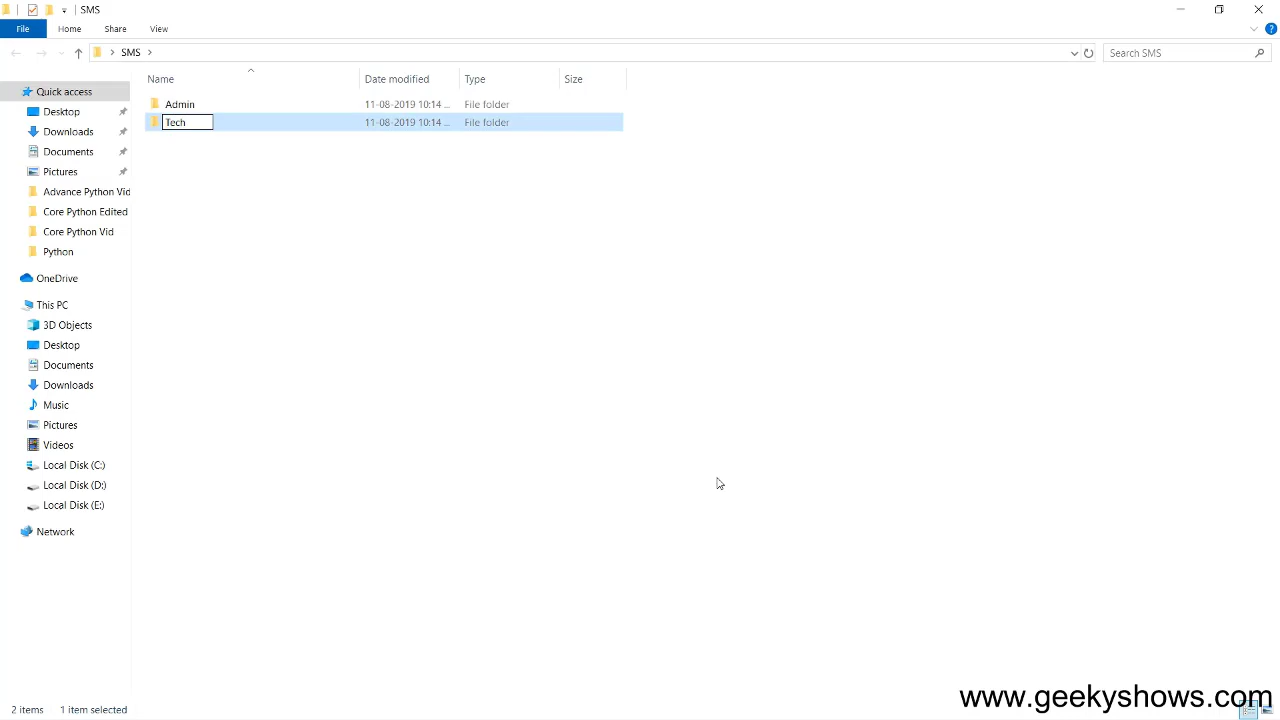 SMS
File Home Share View
SMS
Search SMS
Name Date modified Type Size
Admin 11-08-2019 10:14 ... File folder
Tech 11-08-2019 10:14 ... File folder
Quick access
Desktop
Downloads
Documents
Pictures
Advance Python Vid
Core Python Edited
Core Python Vid
Python
OneDrive
This PC
3D Objects
Desktop
Documents
Downloads
Music
Pictures
Videos
Local Disk (C:)
Local Disk (D:)
Local Disk (E:)
Network
www.geekyshows.com
2 items 1 item selected